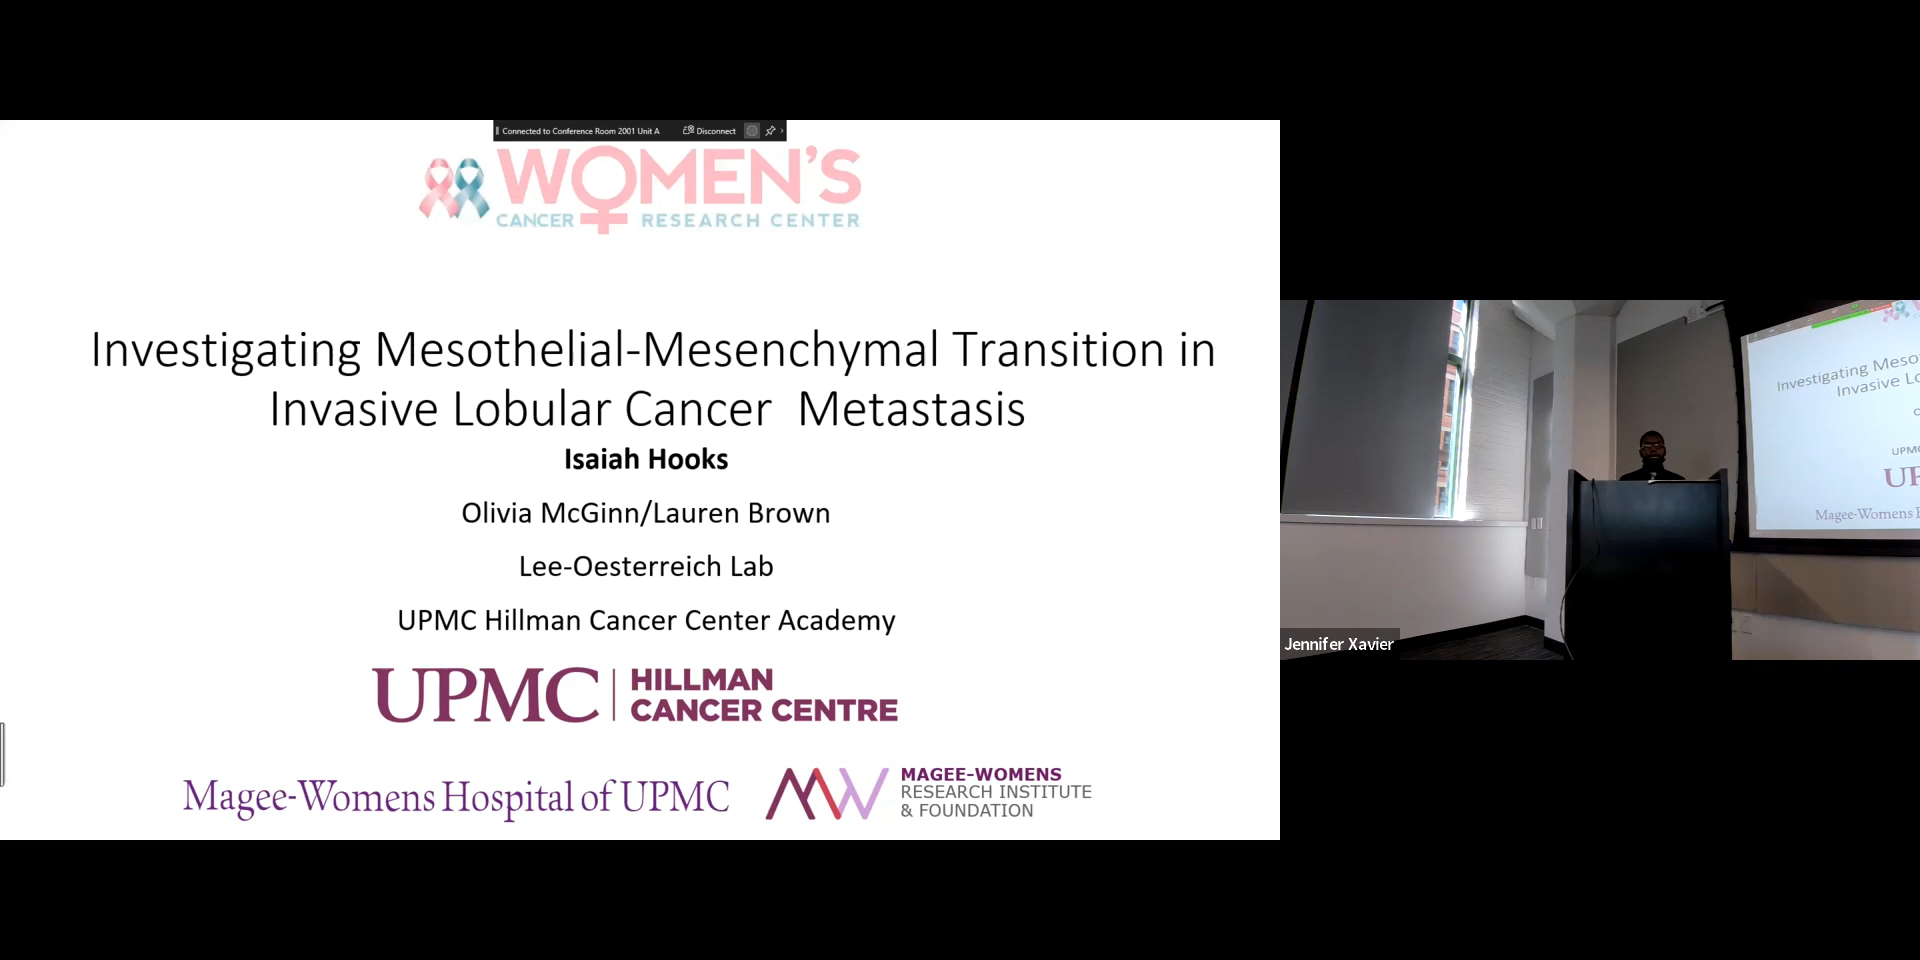 Connected to Conference Room 2001 Unit A Disconnect
WOMEN'S
CANCER RESEARCH CENTER
Investigating Mesothelial-Mesenchymal Transition in
Invasive Lobular Cancer  Metastasis
Isaiah Hooks
Olivia McGinn/Lauren Brown
Lee-Oesterreich Lab
UPMC Hillman Cancer Center Academy
UPMC HILLMAN
CANCER CENTRE
Magee-Womens Hospital of UPMC
MAGEE-WOMENS
RESEARCH INSTITUTE
& FOUNDATION
Investigating Meso
Invasive Lo
UPMC
UP
Magee-Womens H
Jennifer Xavier